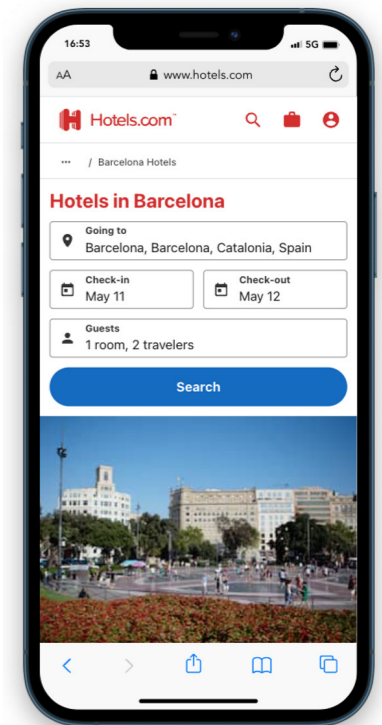 16:53
5G
AA
www.hotels.com
Hotels.com™
... / Barcelona Hotels
Hotels in Barcelona
Going to
Barcelona, Barcelona, Catalonia, Spain
Check-in
May 11
Check-out
May 12
Guests
1 room, 2 travelers
Search